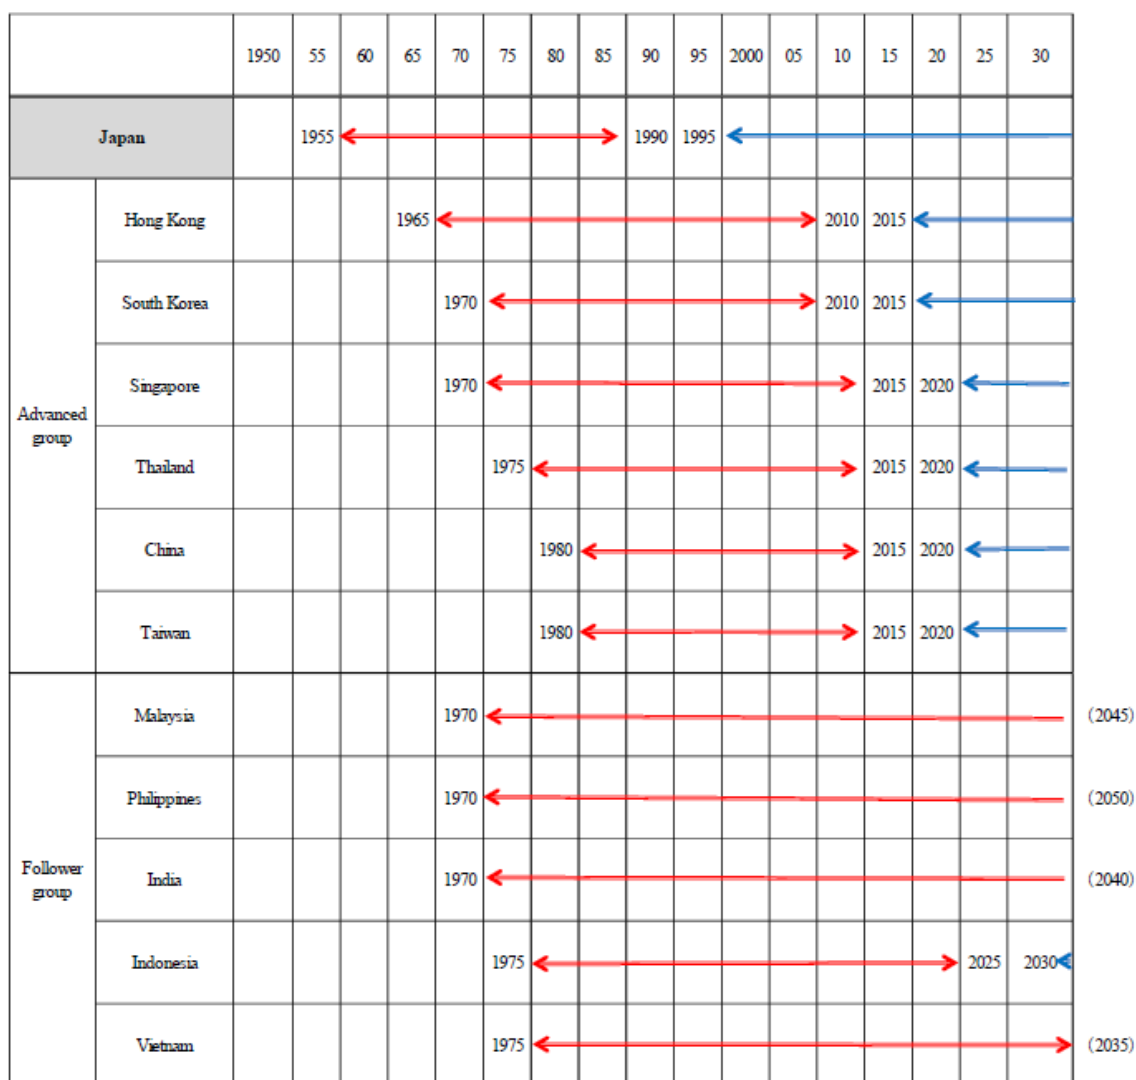 1950 55 60 65 70 75 80 85 90 95 2000 05 10 15 20 25 30
Japan 1955 1990 1995
Advanced group
Hong Kong 1965 2010 2015
South Korea 1970 2010 2015
Singapore 1970 2015 2020
Thailand 1975 2015 2020
China 1980 2015 2020
Taiwan 1980 2015 2020
Follower group
Malaysia 1970 (2045)
Philippines 1970 (2050)
India 1970 (2040)
Indonesia 1975 2025 2030
Vietnam 1975 (2035)